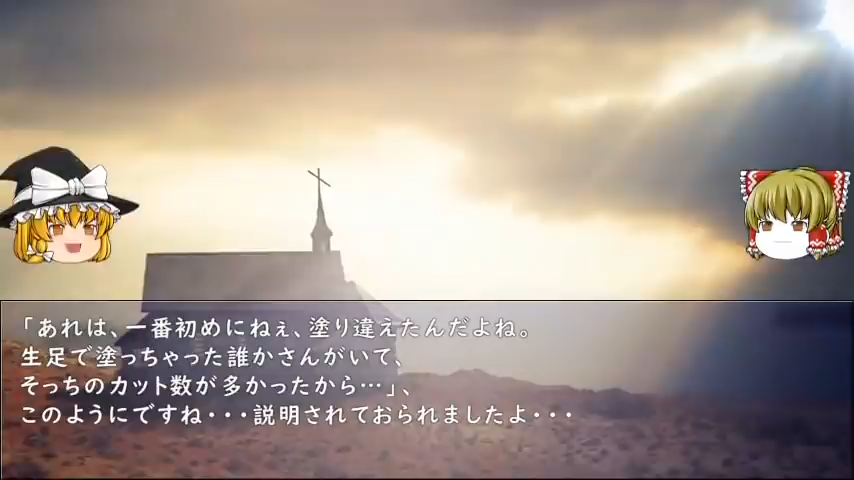 「あれは、一番初めにねぇ、塗り違えたんだよね。
生足で塗っちゃった誰かさんがいて、
そっちのカット数が多かったから…」、
このようにですね・・・説明されておられましたよ・・・